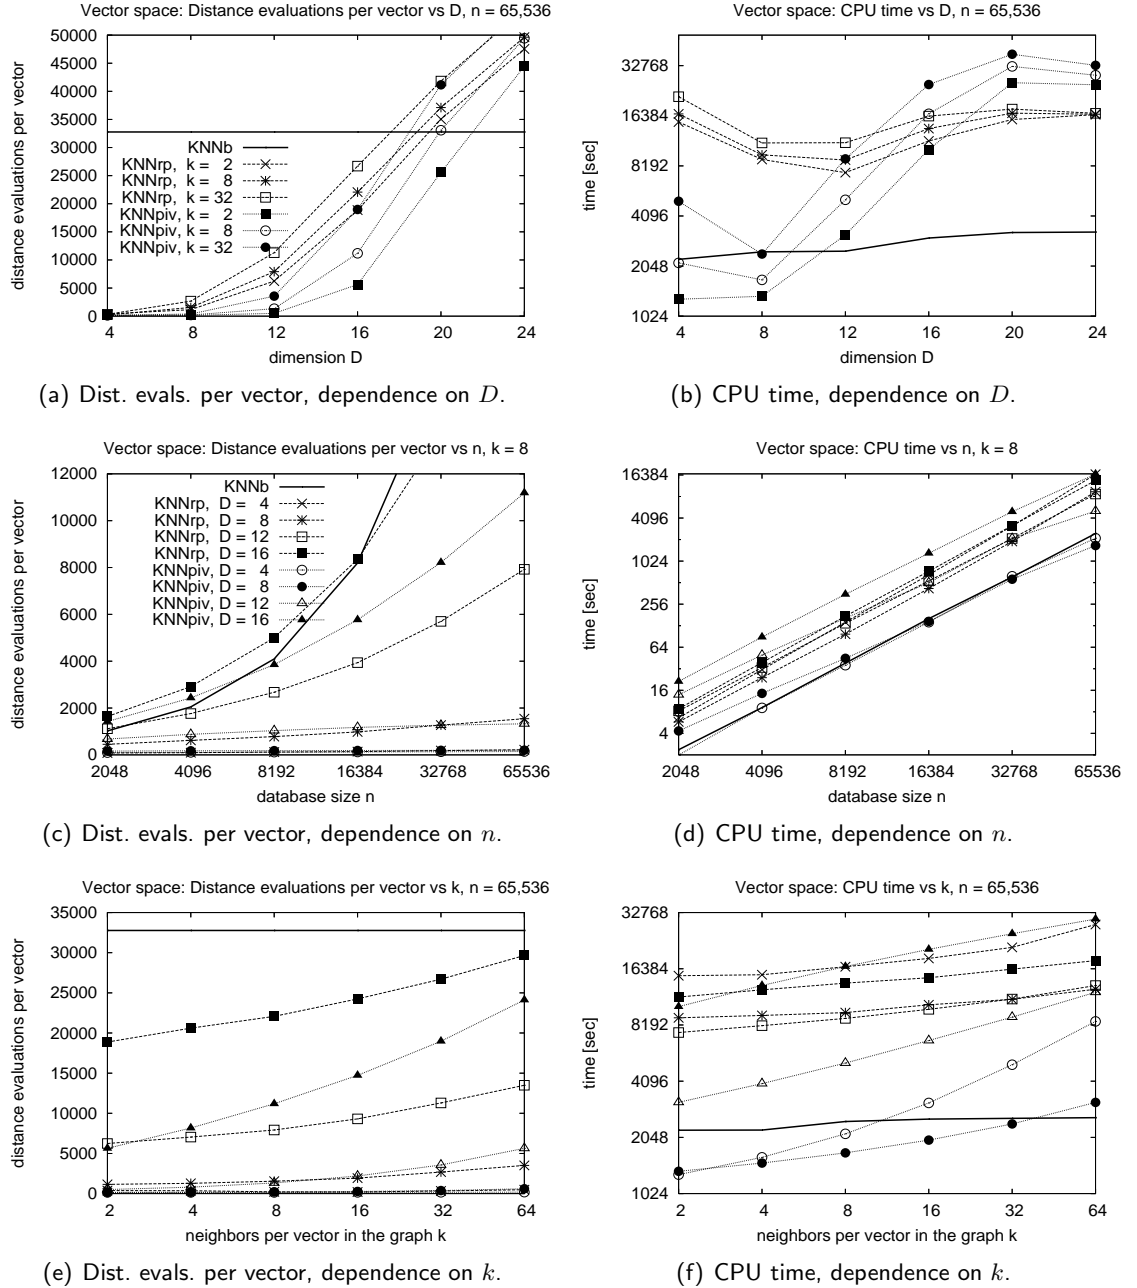 Vector space: Distance evaluations per vector vs D, n = 65,536
50000
45000
40000
35000
30000
25000
20000
15000
10000
5000
0
distance evaluations per vector
KNNb
KNNrp, k = 2
KNNrp, k = 8
KNNrp, k = 32
KNNpiv, k = 2
KNNpiv, k = 8
KNNpiv, k = 32
4 8 12 16 20 24
dimension D
(a) Dist. evals. per vector, dependence on D.
Vector space: CPU time vs D, n = 65,536
32768
16384
8192
4096
2048
1024
time [sec]
4 8 12 16 20 24
dimension D
(b) CPU time, dependence on D.
Vector space: Distance evaluations per vector vs n, k = 8
12000
10000
8000
6000
4000
2000
0
distance evaluations per vector
KNNb
KNNrp, D = 4
KNNrp, D = 8
KNNrp, D = 12
KNNrp, D = 16
KNNpiv, D = 4
KNNpiv, D = 8
KNNpiv, D = 12
KNNpiv, D = 16
2048 4096 8192 16384 32768 65536
database size n
(c) Dist. evals. per vector, dependence on n.
Vector space: CPU time vs n, k = 8
16384
4096
1024
256
64
16
4
time [sec]
2048 4096 8192 16384 32768 65536
database size n
(d) CPU time, dependence on n.
Vector space: Distance evaluations per vector vs k, n = 65,536
35000
30000
25000
20000
15000
10000
5000
0
distance evaluations per vector
2 4 8 16 32 64
neighbors per vector in the graph k
(e) Dist. evals. per vector, dependence on k.
Vector space: CPU time vs k, n = 65,536
32768
16384
8192
4096
2048
1024
time [sec]
2 4 8 16 32 64
neighbors per vector in the graph k
(f) CPU time, dependence on k.